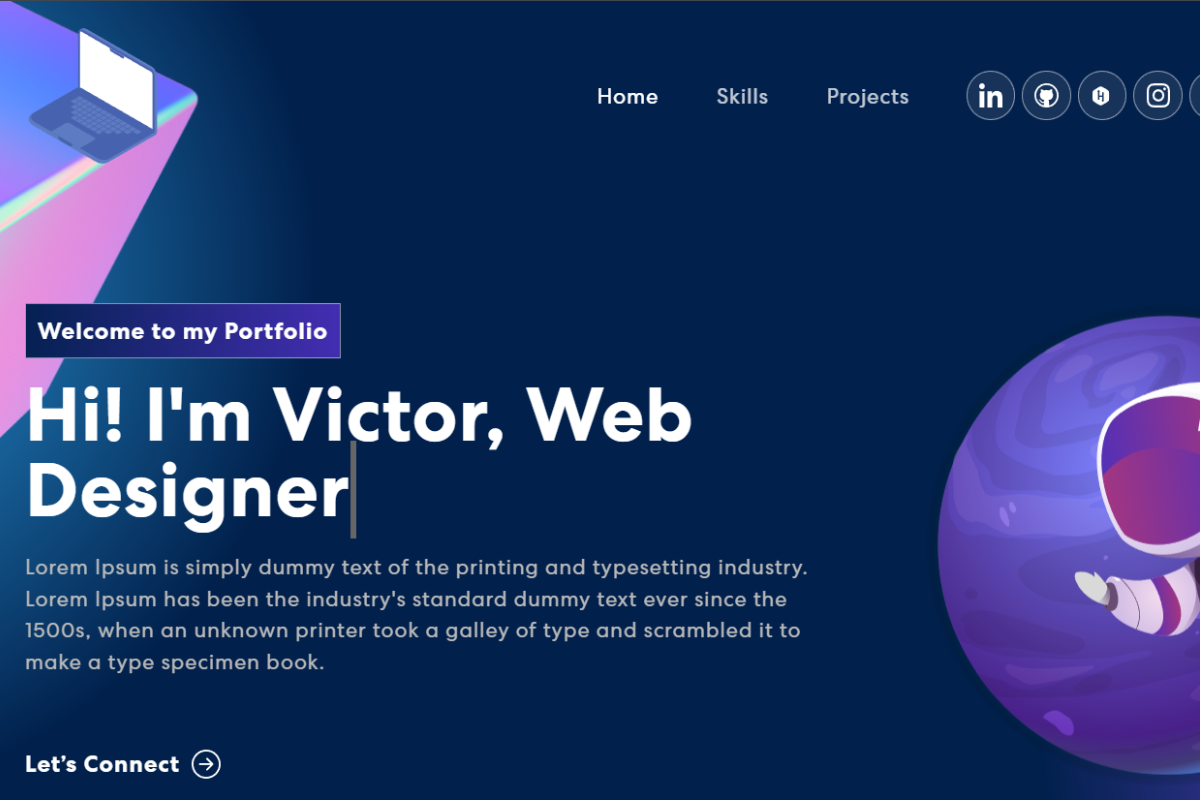 Home Skills Projects
Welcome to my Portfolio
Hi! I'm Victor, Web
Designer
Lorem Ipsum is simply dummy text of the printing and typesetting industry.
Lorem Ipsum has been the industry's standard dummy text ever since the
1500s, when an unknown printer took a galley of type and scrambled it to
make a type specimen book.
Let’s Connect